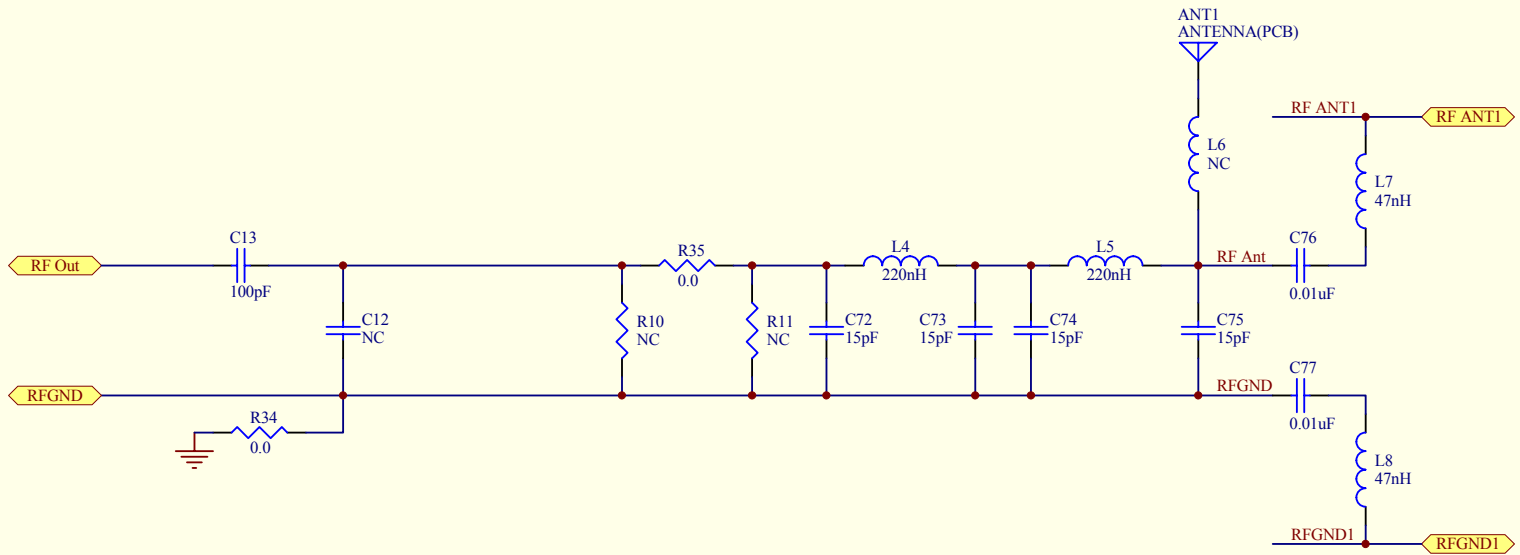 ANT1
ANTENNA(PCB)
RF ANT1
RF ANT1
L6
NC
L7
47nH
C13
RF Out
100pF
R35
0.0
L4
220nH
L5
220nH
RF Ant
C76
0.01uF
C12
NC
R10
NC
R11
NC
C72
15pF
C73
15pF
C74
15pF
C75
15pF
RFGND
RFGND
C77
0.01uF
R34
0.0
L8
47nH
RFGND1
RFGND1